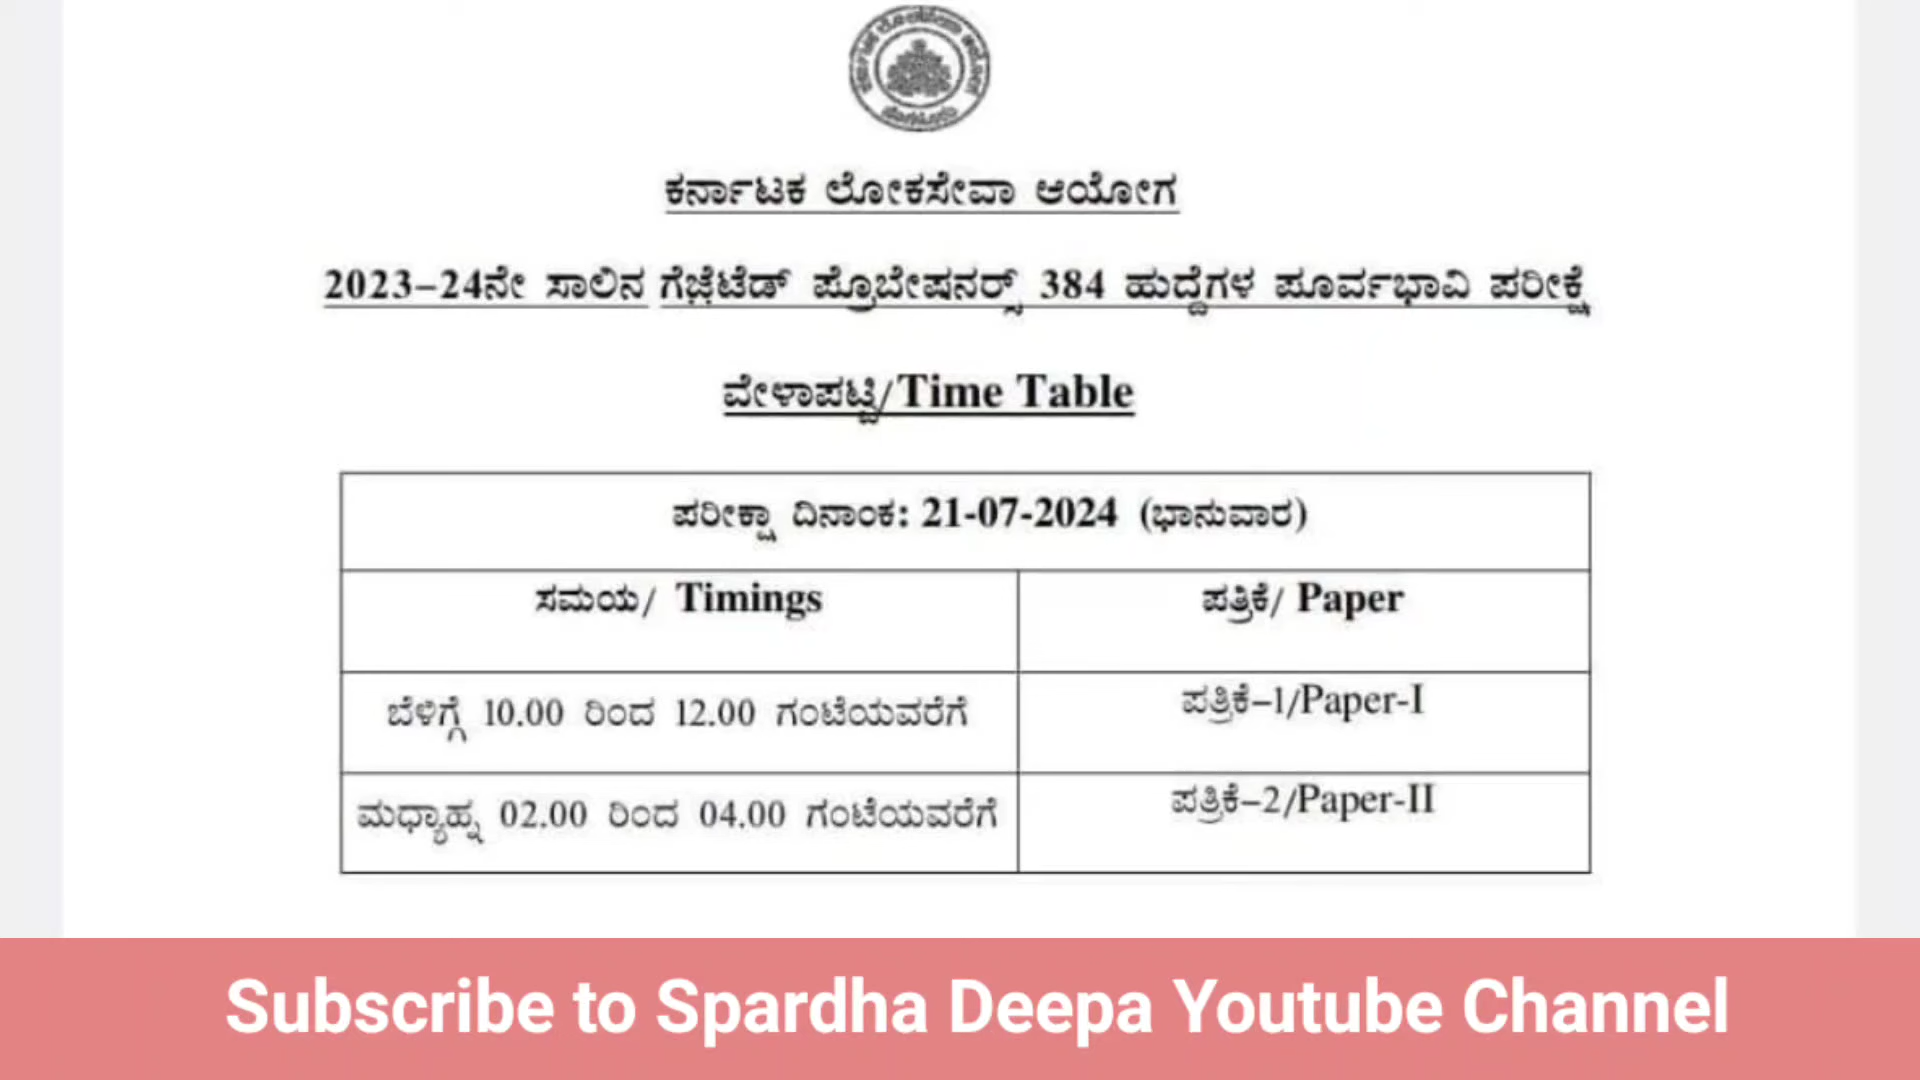 ಕರ್ನಾಟಕ ಲೋಕಸೇವಾ ಆಯೋಗ
2023–24ನೇ ಸಾಲಿನ ಗೆಜೆಟೆಡ್ ಪ್ರೊಬೇಷನರ್ಸ್ 384 ಹುದ್ದೆಗಳ ಪೂರ್ವಭಾವಿ ಪರೀಕ್ಷೆ
ವೇಳಾಪಟ್ಟಿ/Time Table
ಪರೀಕ್ಷಾ ದಿನಾಂಕ: 21-07-2024 (ಭಾನುವಾರ)
ಸಮಯ/ Timings ಪತ್ರಿಕೆ/ Paper
ಬೆಳಿಗ್ಗೆ 10.00 ರಿಂದ 12.00 ಗಂಟೆಯವರೆಗೆ ಪತ್ರಿಕೆ–1/Paper-I
ಮಧ್ಯಾಹ್ನ 02.00 ರಿಂದ 04.00 ಗಂಟೆಯವರೆಗೆ ಪತ್ರಿಕೆ–2/Paper-II
Subscribe to Spardha Deepa Youtube Channel